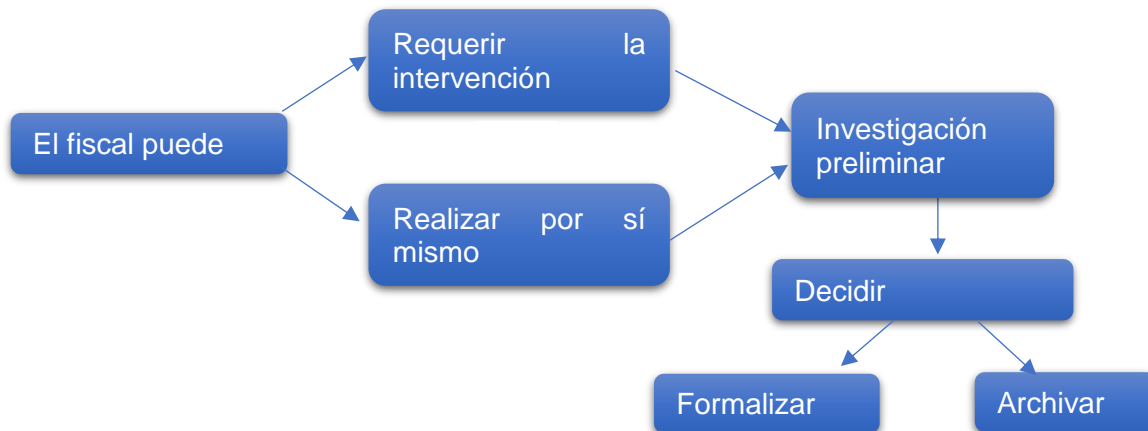 El fiscal puede
Requerir la
intervención
Realizar por sí
mismo
Investigación
preliminar
Decidir
Formalizar
Archivar